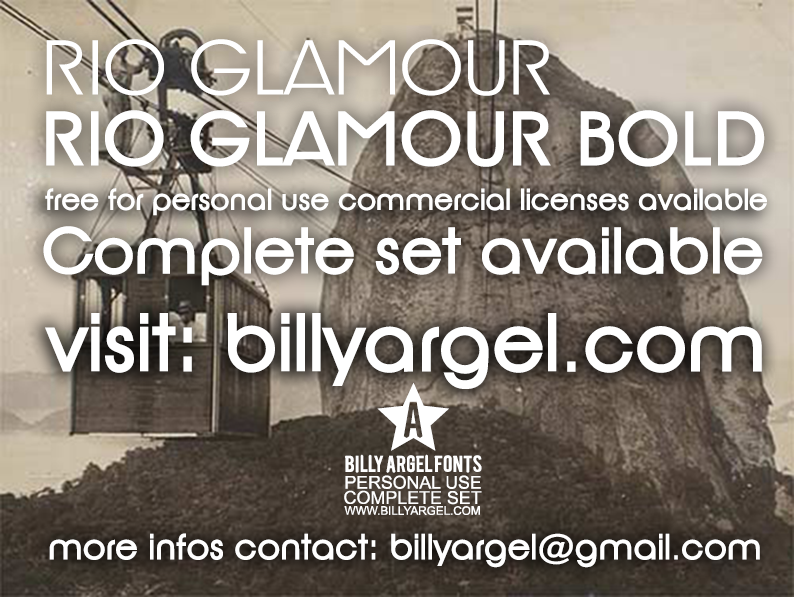 RIO GLAMOUR
RIO GLAMOUR BOLD
free for personal use commercial licenses available
Complete set available
visit: billyargel.com
A
BILLY ARGEL FONTS
PERSONAL USE
COMPLETE SET
WWW.BILLYARGEL.COM
more infos contact: billyargel@gmail.com